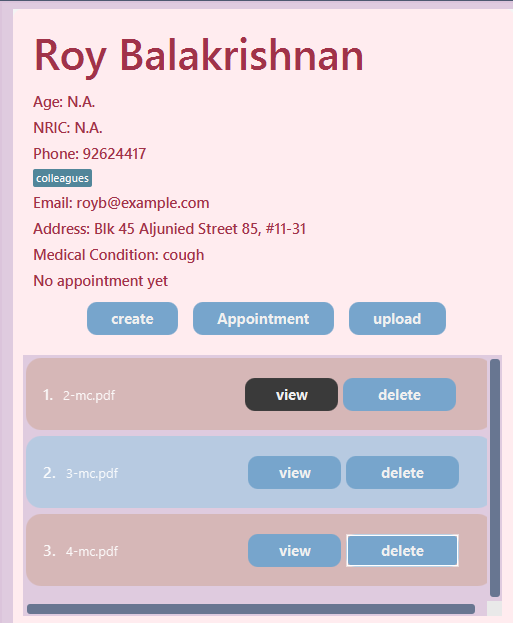 Roy Balakrishnan
Age: N.A.
NRIC: N.A.
Phone: 92624417
colleagues
Email: royb@example.com
Address: Blk 45 Aljunied Street 85, #11-31
Medical Condition: cough
No appointment yet
create Appointment upload
1. 2-mc.pdf view delete
2. 3-mc.pdf view delete
3. 4-mc.pdf view delete